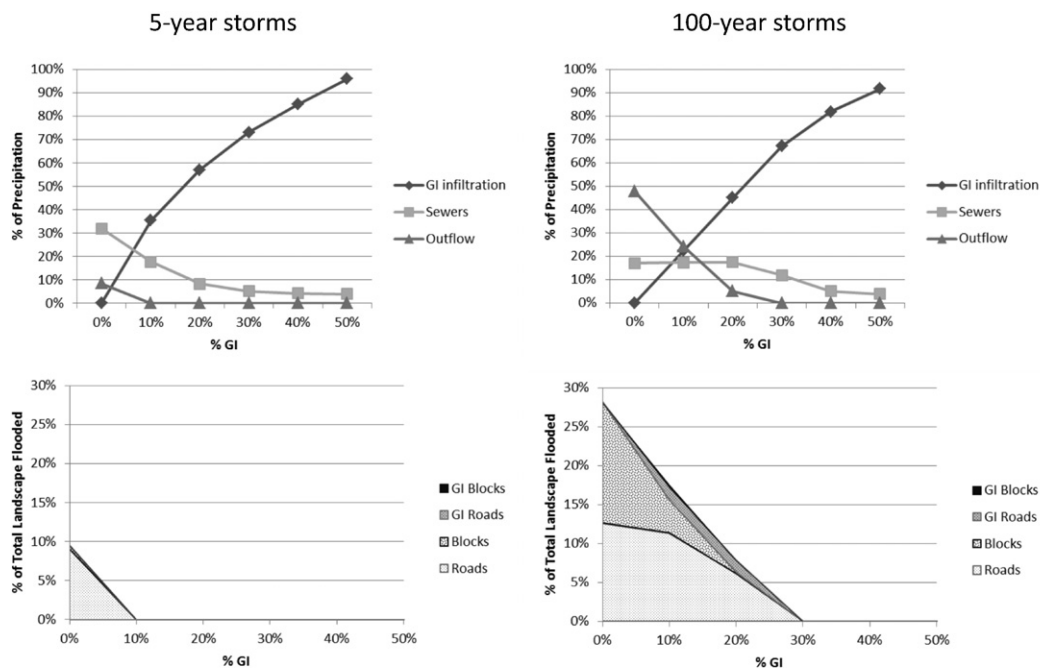 5-year storms
100-year storms
% of Precipitation
100%
90%
80%
70%
60%
50%
40%
30%
20%
10%
0%
0% 10% 20% 30% 40% 50%
% GI
GI infiltration
Sewers
Outflow
% of Precipitation
100%
90%
80%
70%
60%
50%
40%
30%
20%
10%
0%
0% 10% 20% 30% 40% 50%
% GI
GI infiltration
Sewers
Outflow
% of Total Landscape Flooded
30%
25%
20%
15%
10%
5%
0%
0% 10% 20% 30% 40% 50%
% GI
GI Blocks
GI Roads
Blocks
Roads
% of Total Landscape Flooded
30%
25%
20%
15%
10%
5%
0%
0% 10% 20% 30% 40% 50%
% GI
GI Blocks
GI Roads
Blocks
Roads